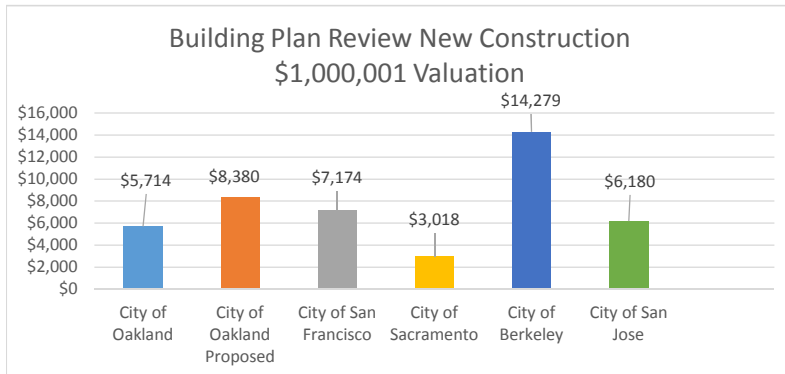 Building Plan Review New Construction
$1,000,001 Valuation
$16,000
$14,000
$12,000
$10,000
$8,000
$6,000
$4,000
$2,000
$0
$5,714
$8,380
$7,174
$3,018
$14,279
$6,180
City of
Oakland
City of
Oakland
Proposed
City of San
Francisco
City of
Sacramento
City of
Berkeley
City of San
Jose